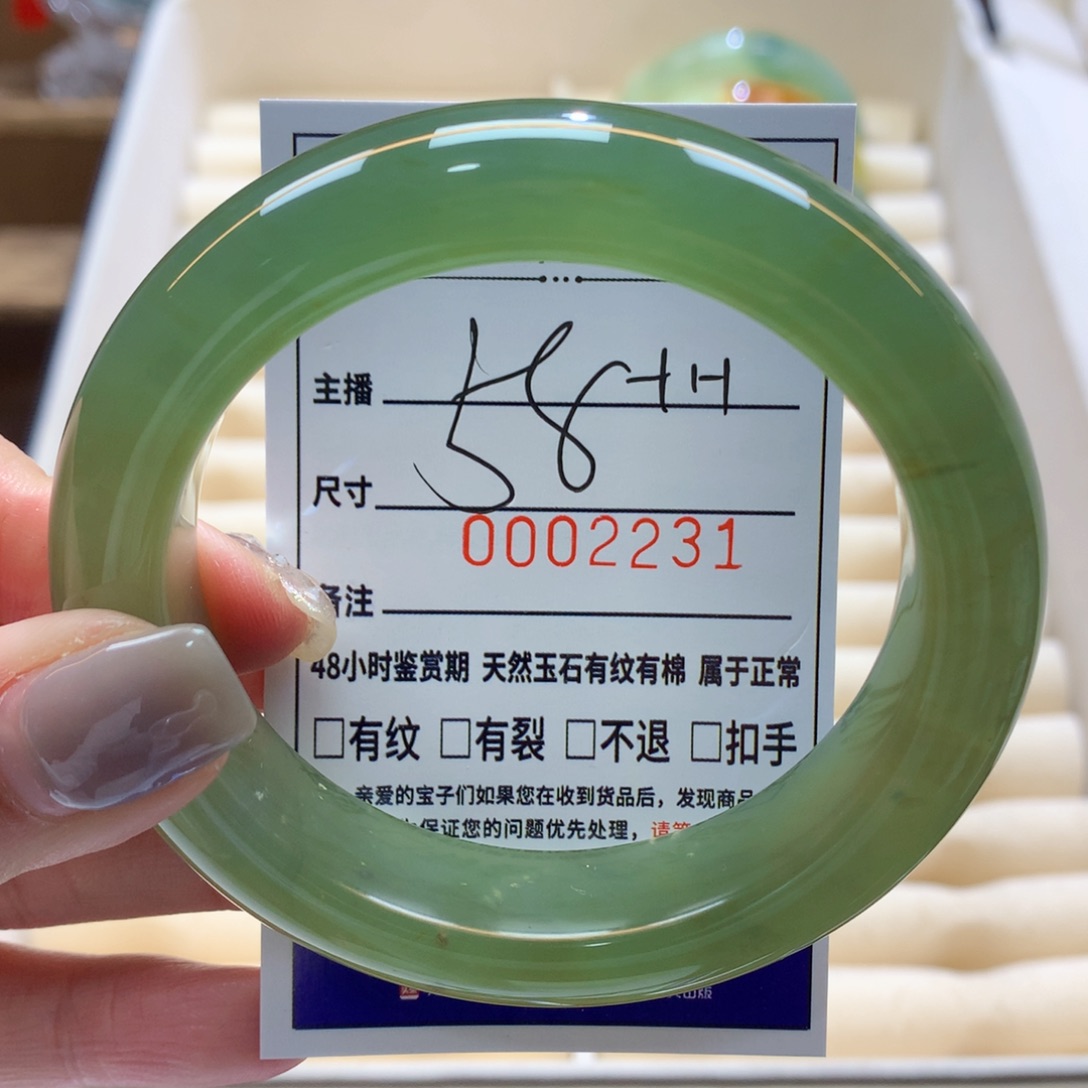 主播 58++H
尺寸
0002231
备注
48小时鉴赏期 天然玉石有纹有棉 属于正常
□有纹 □有裂 □不退 □扣手
亲爱的宝子们如果您在收到货品后，发现商品
保证您的问题优先处理，请
出版